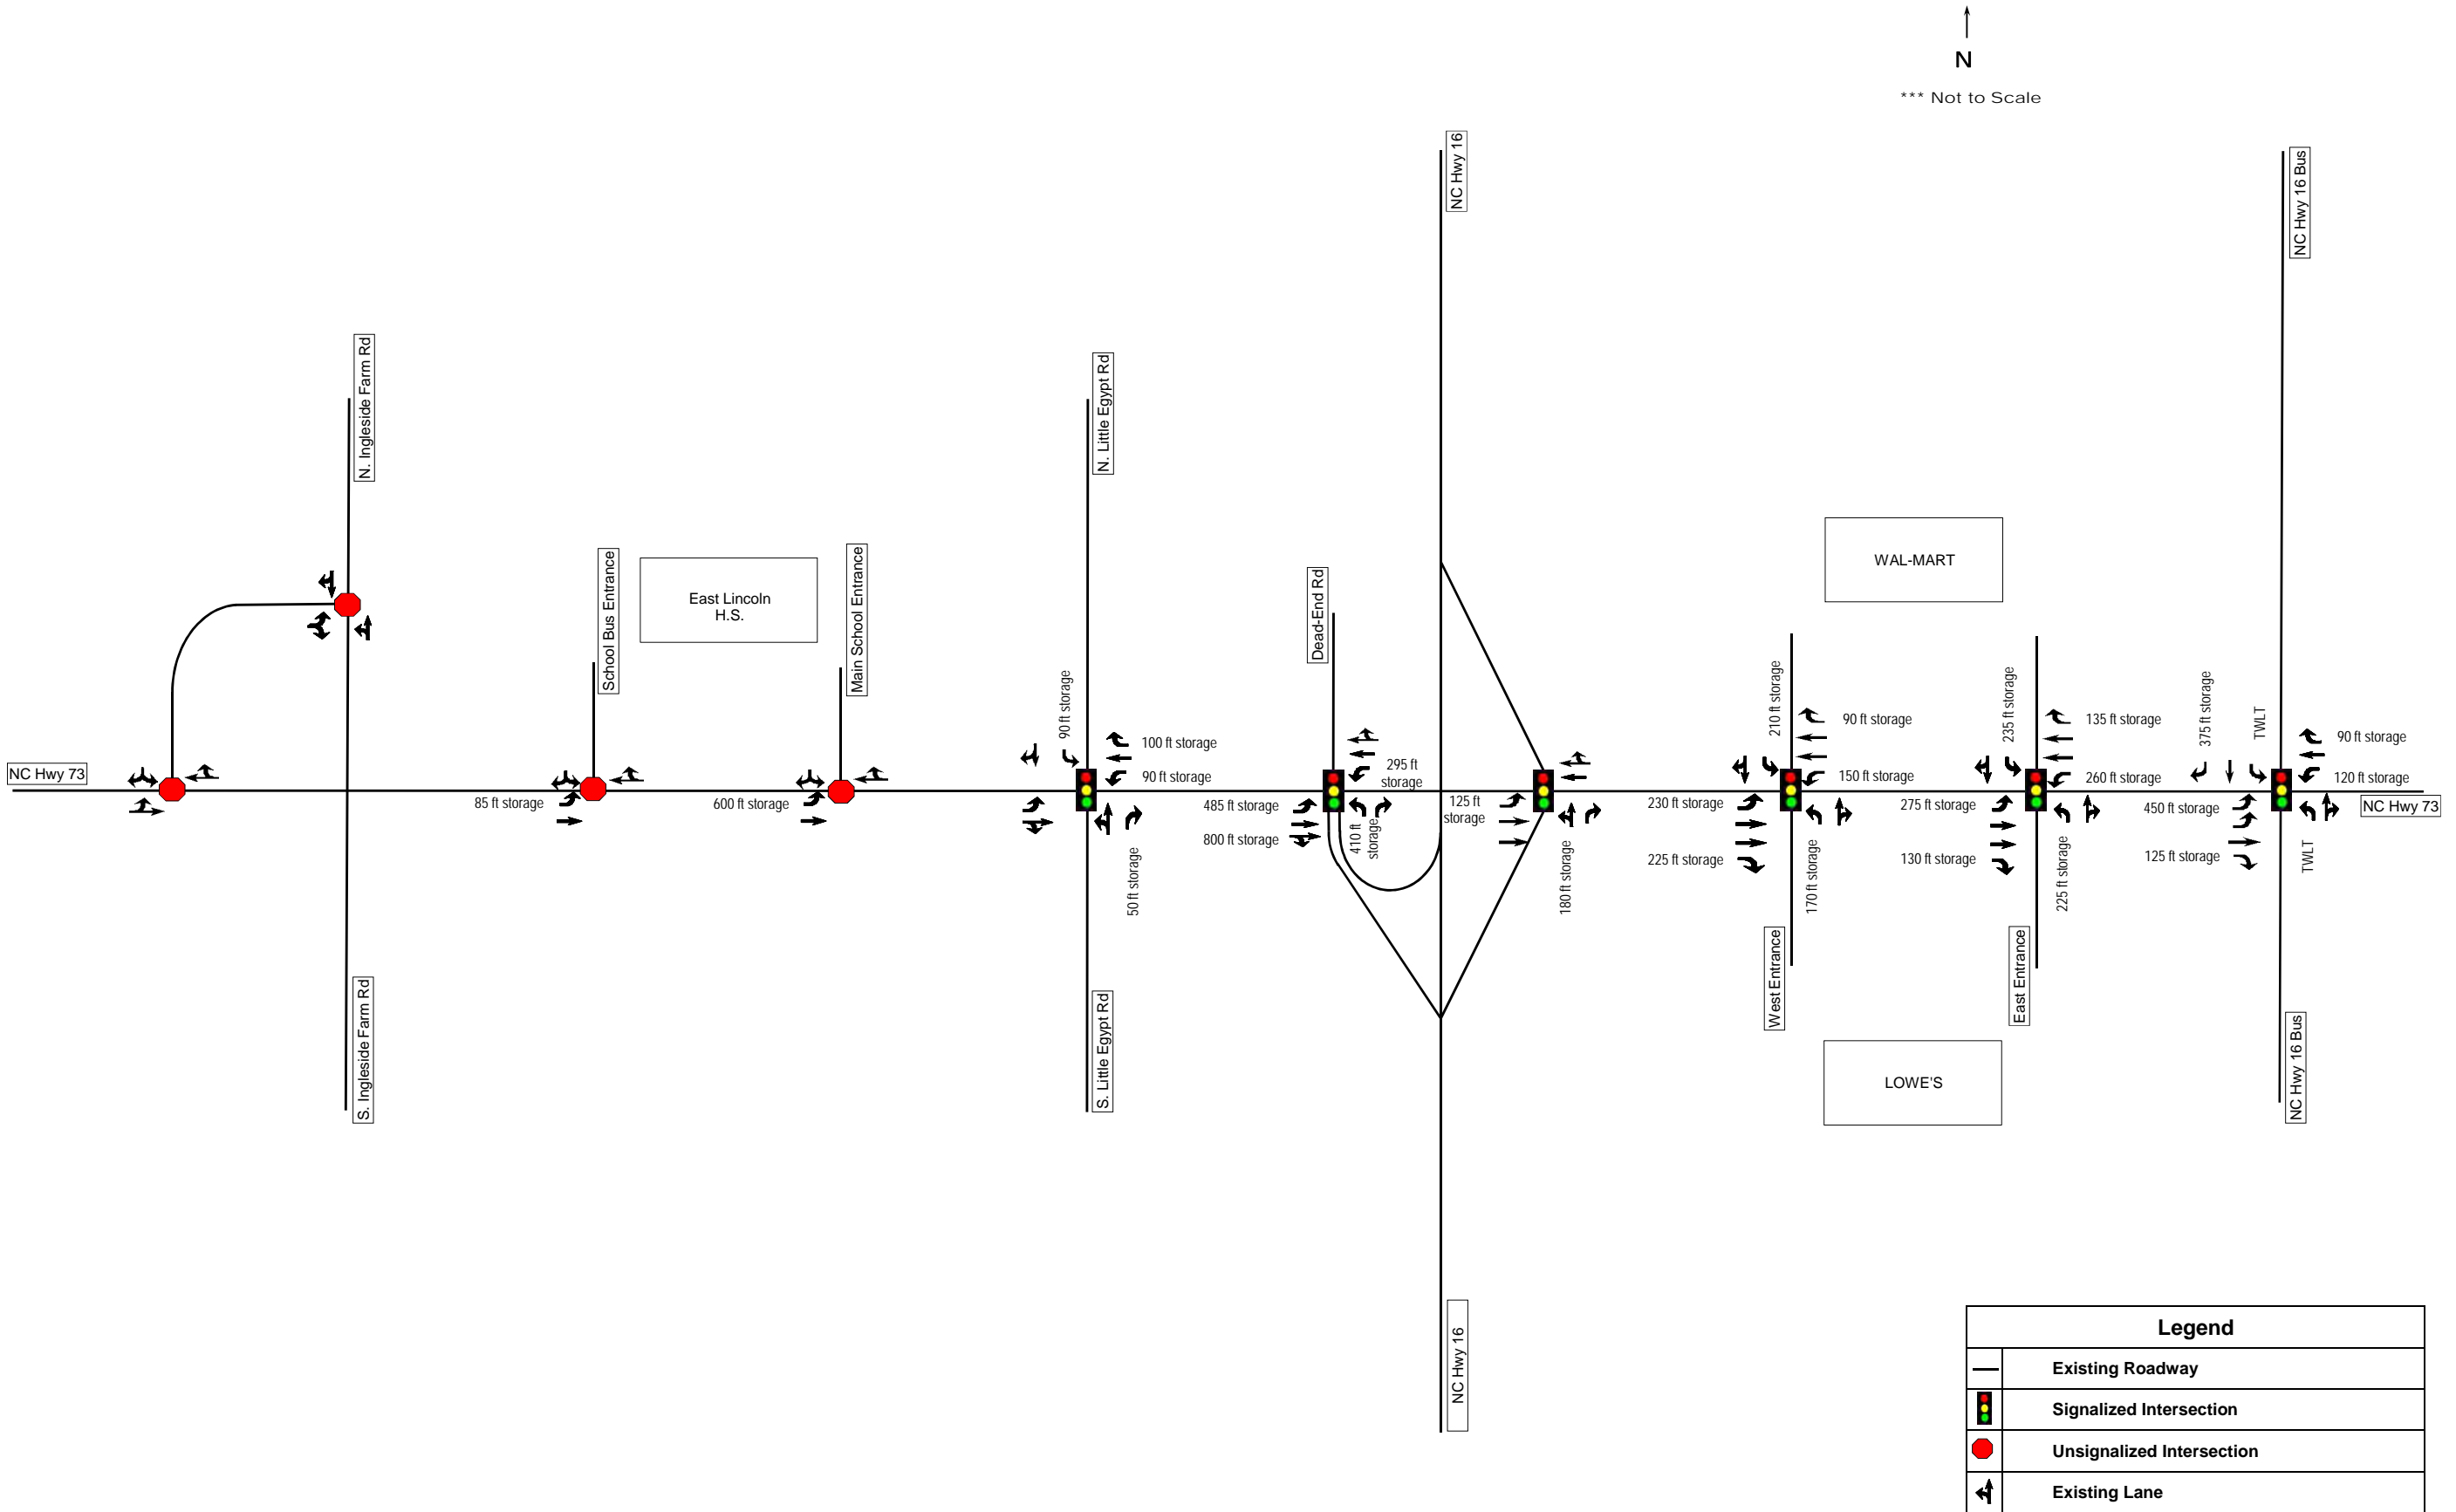 N
*** Not to Scale
NC Hwy 16
NC Hwy 16 Bus
N. Ingleside Farm Rd
N. Little Egypt Rd
WAL-MART
School Bus Entrance
East Lincoln
H.S.
Main School Entrance
Dead-End Rd
90 ft storage
210 ft storage
235 ft storage
375 ft storage
TWLT
100 ft storage
90 ft storage
135 ft storage
90 ft storage
NC Hwy 73
90 ft storage
295 ft
storage
150 ft storage
260 ft storage
120 ft storage
85 ft storage
600 ft storage
485 ft storage
125 ft
storage
230 ft storage
275 ft storage
450 ft storage
NC Hwy 73
800 ft storage
410 ft
storage
225 ft storage
130 ft storage
125 ft storage
TWLT
50 ft storage
180 ft storage
170 ft storage
225 ft storage
West Entrance
East Entrance
S. Ingleside Farm Rd
S. Little Egypt Rd
LOWE'S
NC Hwy 16 Bus
NC Hwy 16
Legend
Existing Roadway
Signalized Intersection
Unsignalized Intersection
Existing Lane